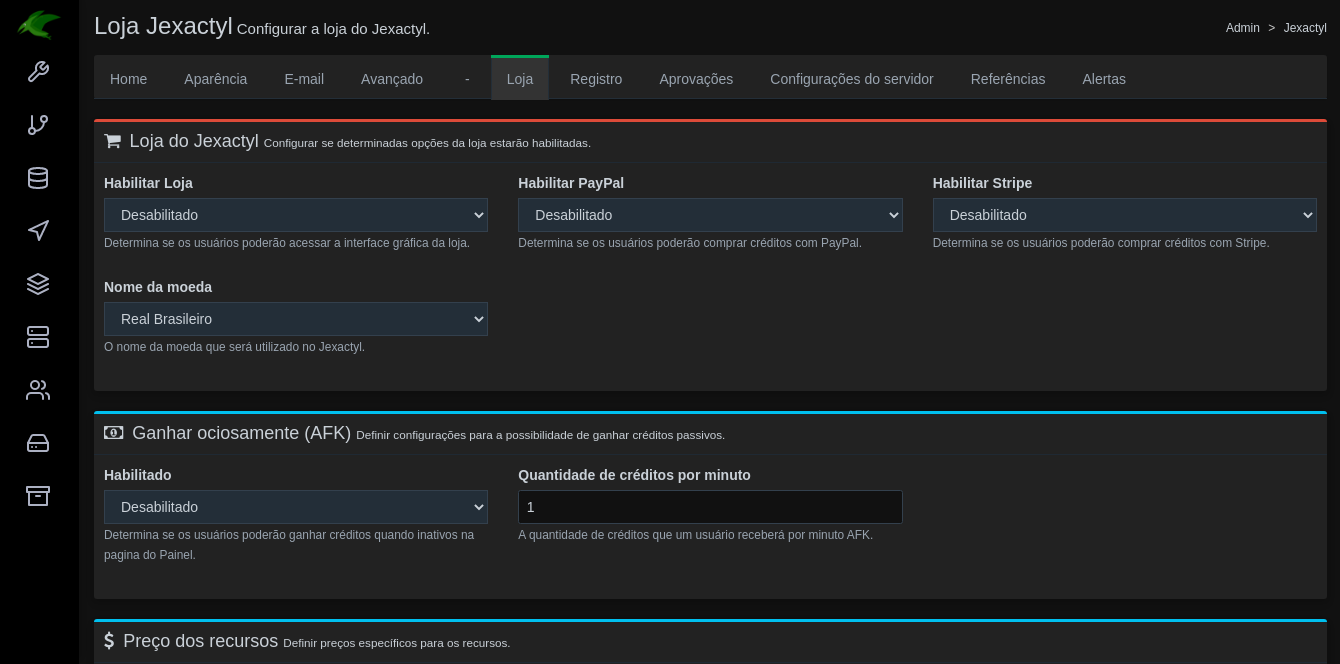 Loja Jexactyl Configurar a loja do Jexactyl.
Admin > Jexactyl
Home Aparência E-mail Avançado - Loja Registro Aprovações Configurações do servidor Referências Alertas
Loja do Jexactyl Configurar se determinadas opções da loja estarão habilitadas.
Habilitar Loja Habilitar PayPal Habilitar Stripe
Desabilitado Desabilitado Desabilitado
Determina se os usuários poderão acessar a interface gráfica da loja. Determina se os usuários poderão comprar créditos com PayPal. Determina se os usuários poderão comprar créditos com Stripe.
Nome da moeda
Real Brasileiro
O nome da moeda que será utilizado no Jexactyl.
Ganhar ociosamente (AFK) Definir configurações para a possibilidade de ganhar créditos passivos.
Habilitado Quantidade de créditos por minuto
Desabilitado 1
Determina se os usuários poderão ganhar créditos quando inativos na A quantidade de créditos que um usuário receberá por minuto AFK.
pagina do Painel.
Preço dos recursos Definir preços específicos para os recursos.